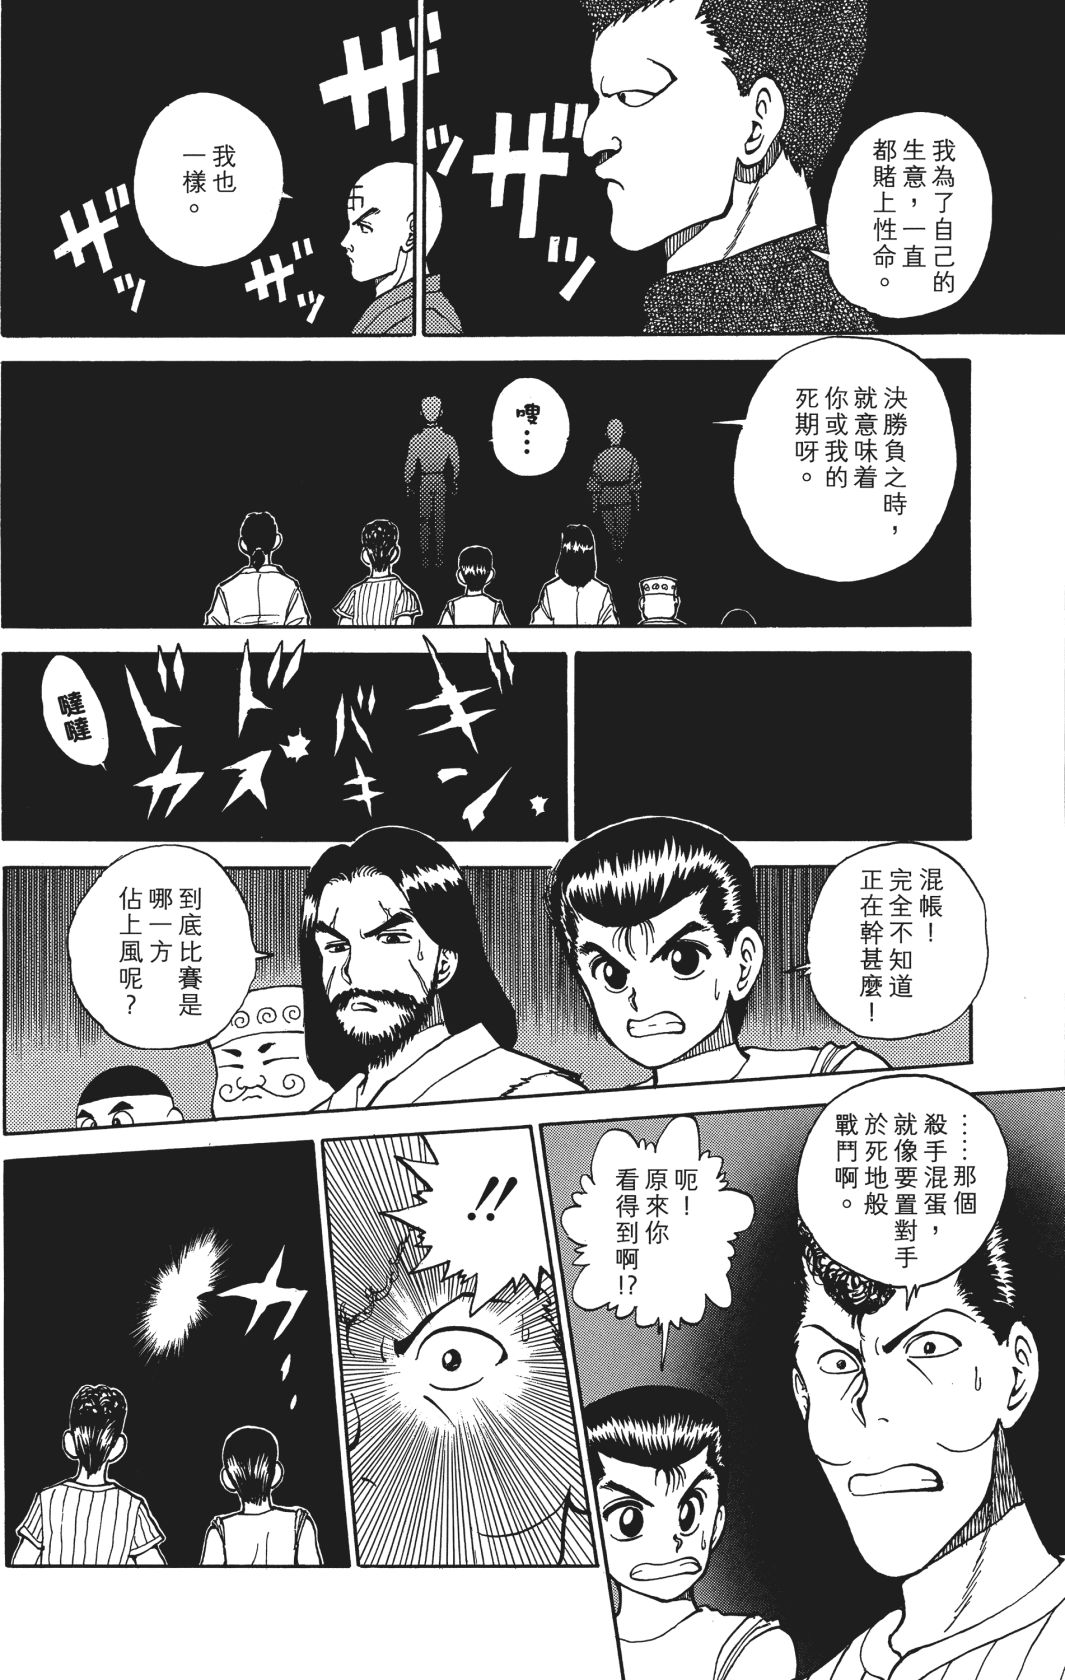 我為了自己的
生意，一直
都賭上性命。
ザッ
ザッ
我也
一樣。
ザッ
ザッ
決勝負之時，
就意味着
你或我的
死期呀。
嗖…
ギン
バキ
ドガ
ドズ
噠噠
混帳！
完全不知道
正在幹甚麼！
到底比賽是
哪一方
佔上風呢？
……那個
殺手混蛋，
就像要置對手
於死地般
戰鬥啊。
呃！
原來你
看得到啊!?
!!
カッ